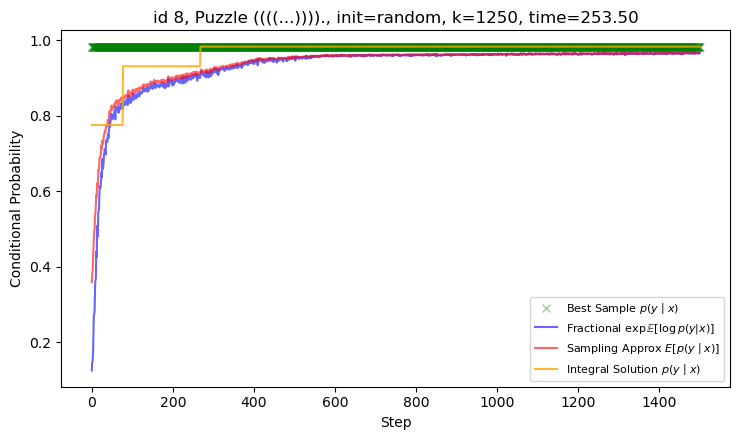 id 8, Puzzle ((((...))))., init=random, k=1250, time=253.50
1.0
0.8
0.6
0.4
0.2
Conditional Probability
0 200 400 600 800 1000 1200 1400
Step
Best Sample p(y | x)
Fractional exp𝔼[log p(y|x)]
Sampling Approx E[p(y | x)]
Integral Solution p(y | x)